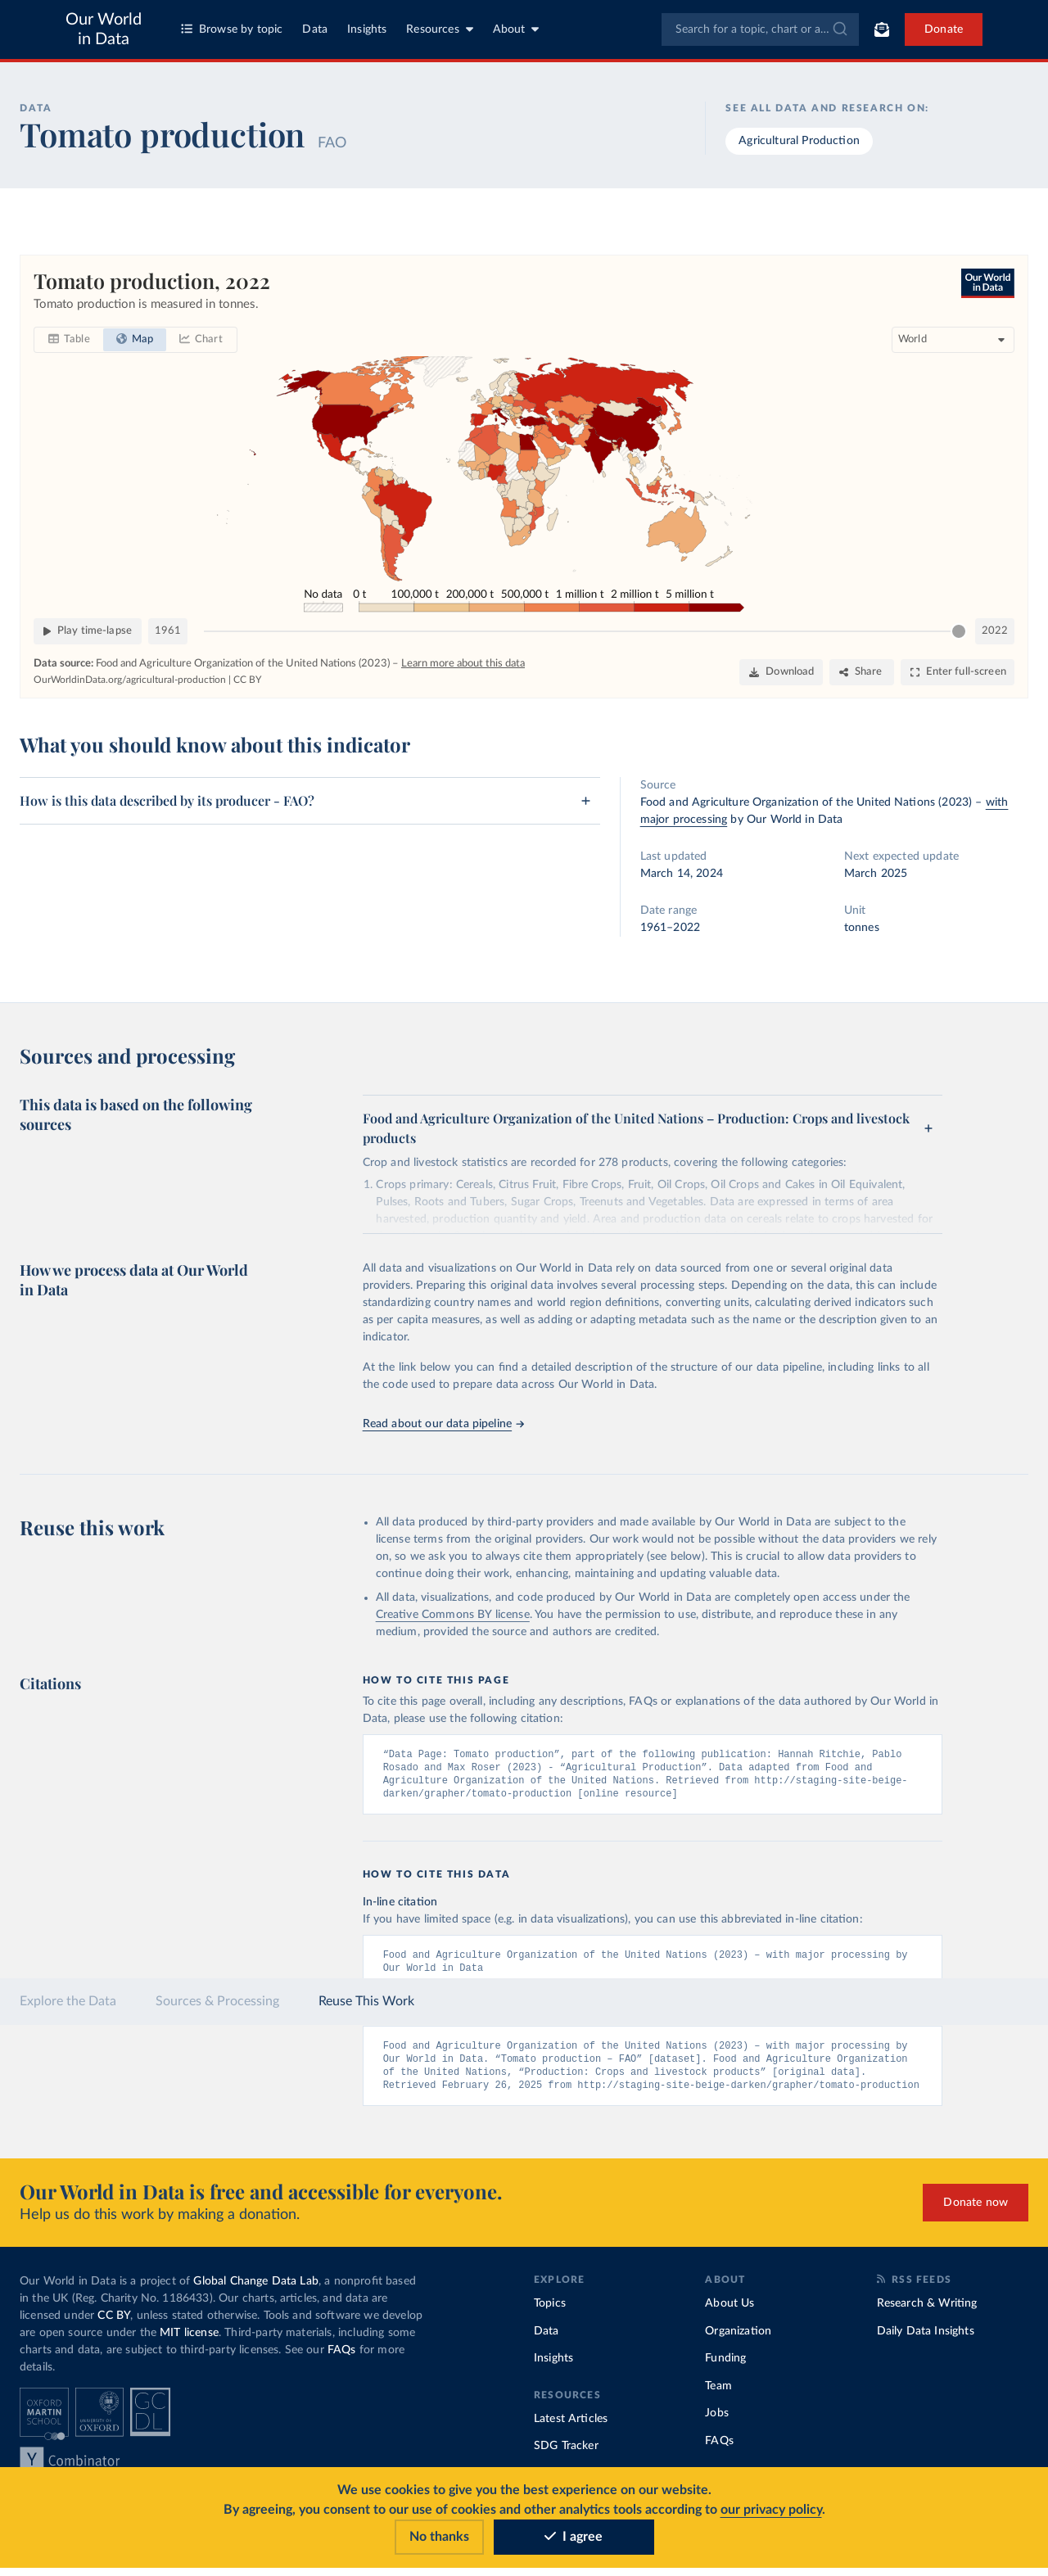 Our World
in Data
Browse by topic
Data
Insights
Resources
About
Search for a topic, chart or a...
Donate
DATA
Tomato production FAO
SEE ALL DATA AND RESEARCH ON:
Agricultural Production
Tomato production, 2022
Tomato production is measured in tonnes.
Our World
in Data
Table
Map
Chart
World
No data
0 t
100,000 t
200,000 t
500,000 t
1 million t
2 million t
5 million t
Play time-lapse
1961
2022
Data source: Food and Agriculture Organization of the United Nations (2023) – Learn more about this data
OurWorldinData.org/agricultural-production | CC BY
Download
Share
Enter full-screen
What you should know about this indicator
How is this data described by its producer - FAO?
Source
Food and Agriculture Organization of the United Nations (2023) – with
major processing by Our World in Data
Last updated
March 14, 2024
Next expected update
March 2025
Date range
1961–2022
Unit
tonnes
Sources and processing
This data is based on the following
sources
Food and Agriculture Organization of the United Nations – Production: Crops and livestock
products
Crop and livestock statistics are recorded for 278 products, covering the following categories:
1. Crops primary: Cereals, Citrus Fruit, Fibre Crops, Fruit, Oil Crops, Oil Crops and Cakes in Oil Equivalent,
Pulses, Roots and Tubers, Sugar Crops, Treenuts and Vegetables. Data are expressed in terms of area
harvested, production quantity and yield. Area and production data on cereals relate to crops harvested for
How we process data at Our World
in Data
All data and visualizations on Our World in Data rely on data sourced from one or several original data
providers. Preparing this original data involves several processing steps. Depending on the data, this can include
standardizing country names and world region definitions, converting units, calculating derived indicators such
as per capita measures, as well as adding or adapting metadata such as the name or the description given to an
indicator.
At the link below you can find a detailed description of the structure of our data pipeline, including links to all
the code used to prepare data across Our World in Data.
Read about our data pipeline →
Reuse this work
• All data produced by third-party providers and made available by Our World in Data are subject to the
license terms from the original providers. Our work would not be possible without the data providers we rely
on, so we ask you to always cite them appropriately (see below). This is crucial to allow data providers to
continue doing their work, enhancing, maintaining and updating valuable data.
• All data, visualizations, and code produced by Our World in Data are completely open access under the
Creative Commons BY license. You have the permission to use, distribute, and reproduce these in any
medium, provided the source and authors are credited.
Citations
HOW TO CITE THIS PAGE
To cite this page overall, including any descriptions, FAQs or explanations of the data authored by Our World in
Data, please use the following citation:
“Data Page: Tomato production”, part of the following publication: Hannah Ritchie, Pablo
Rosado and Max Roser (2023) - “Agricultural Production”. Data adapted from Food and
Agriculture Organization of the United Nations. Retrieved from http://staging-site-beige-
darken/grapher/tomato-production [online resource]
HOW TO CITE THIS DATA
In-line citation
If you have limited space (e.g. in data visualizations), you can use this abbreviated in-line citation:
Food and Agriculture Organization of the United Nations (2023) – with major processing by
Our World in Data
Explore the Data
Sources & Processing
Reuse This Work
Food and Agriculture Organization of the United Nations (2023) – with major processing by
Our World in Data. “Tomato production – FAO” [dataset]. Food and Agriculture Organization
of the United Nations, “Production: Crops and livestock products” [original data].
Retrieved February 26, 2025 from http://staging-site-beige-darken/grapher/tomato-production
Our World in Data is free and accessible for everyone.
Help us do this work by making a donation.
Donate now
Our World in Data is a project of Global Change Data Lab, a nonprofit based
in the UK (Reg. Charity No. 1186433). Our charts, articles, and data are
licensed under CC BY, unless stated otherwise. Tools and software we develop
are open source under the MIT license. Third-party materials, including some
charts and data, are subject to third-party licenses. See our FAQs for more
details.
OXFORD
MARTIN
SCHOOL
UNIVERSITY OF
OXFORD
GC
DL
Y Combinator
EXPLORE
Topics
Data
Insights
RESOURCES
Latest Articles
SDG Tracker
ABOUT
About Us
Organization
Funding
Team
Jobs
FAQs
RSS FEEDS
Research & Writing
Daily Data Insights
We use cookies to give you the best experience on our website.
By agreeing, you consent to our use of cookies and other analytics tools according to our privacy policy.
No thanks
I agree